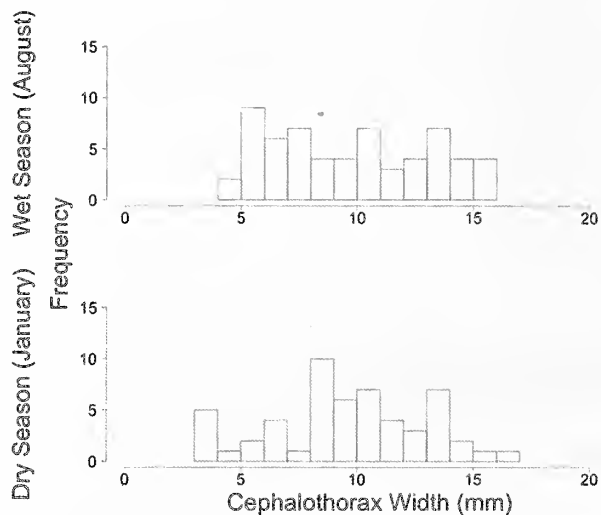 Wet Season (August)
15
10
5
0
0 5 10 15 20
Frequency
Dry Season (January)
15
10
5
0
0 5 10 15 20
Cephalothorax Width (mm)